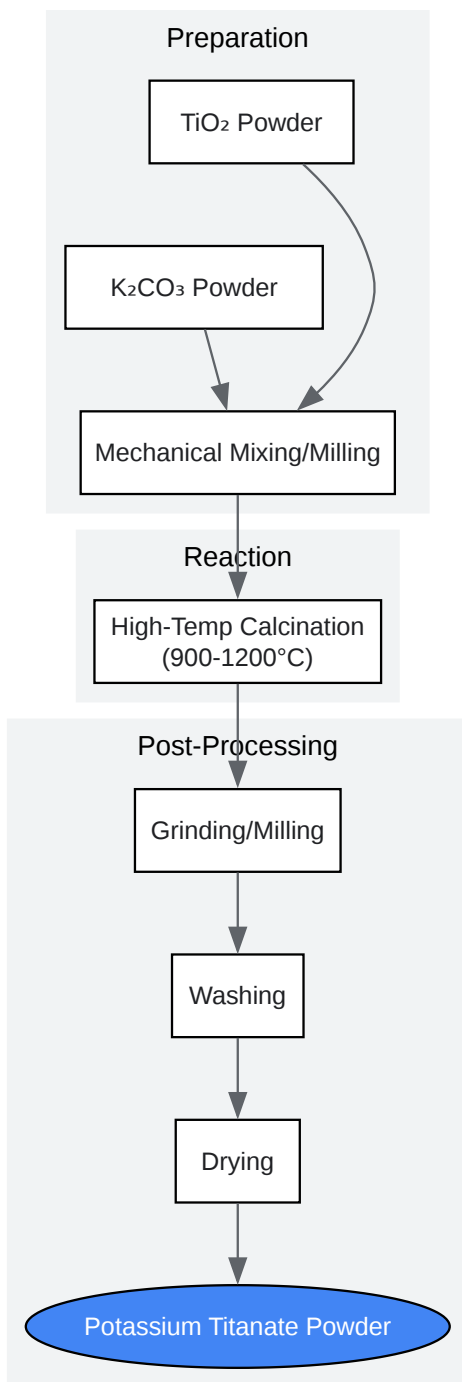 Preparation
TiO₂ Powder
K₂CO₃ Powder
Mechanical Mixing/Milling
Reaction
High-Temp Calcination
(900-1200°C)
Post-Processing
Grinding/Milling
Washing
Drying
Potassium Titanate Powder